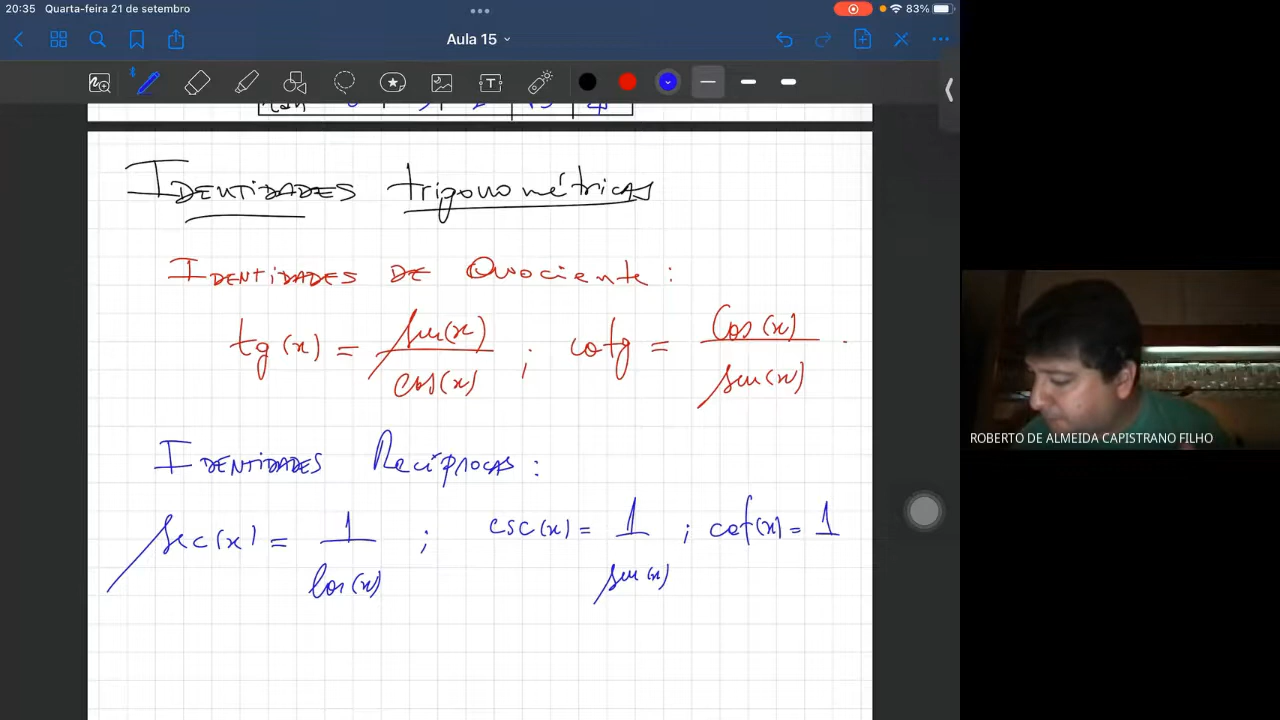 20:35 Quarta-feira 21 de setembro
83%
Aula 15
IDENTIDADES trigonométricas
IDENTIDADES DE Quociente:
tg(x) = sen(x) / cos(x) ; cotg = cos(x) / sen(x) .
IDENTIDADES Recíprocas:
sec(x) = 1 / cos(x) ; csc(x) = 1 / sen(x) ; cot(x) = 1
ROBERTO DE ALMEIDA CAPISTRANO FILHO